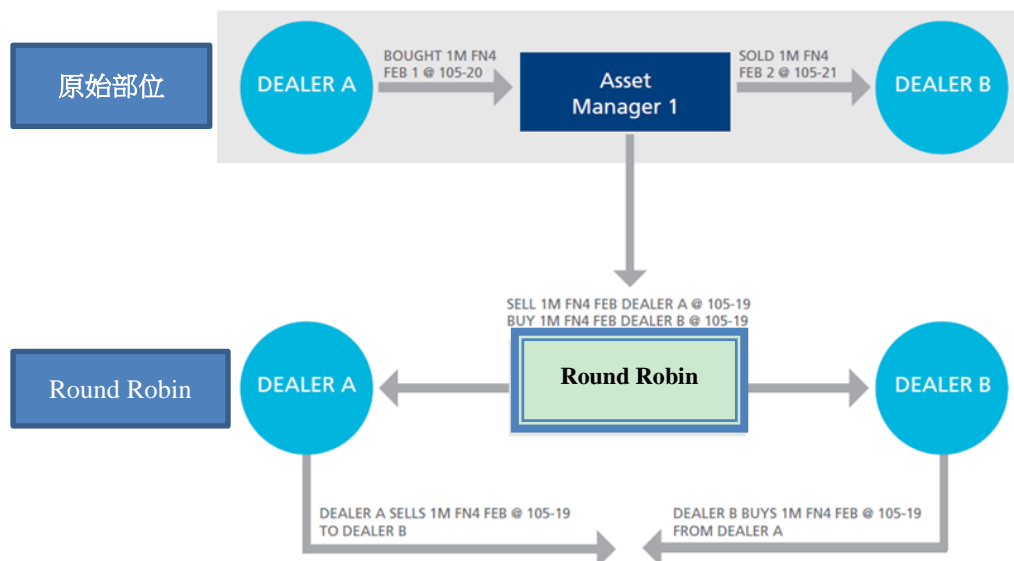 原始部位
DEALER A
BOUGHT 1M FN4
FEB 1 @ 105-20
Asset
Manager 1
SOLD 1M FN4
FEB 2 @ 105-21
DEALER B
SELL 1M FN4 FEB DEALER A @ 105-19
BUY 1M FN4 FEB DEALER B @ 105-19
Round Robin
DEALER A
Round Robin
DEALER B
DEALER A SELLS 1M FN4 FEB @ 105-19
TO DEALER B
DEALER B BUYS 1M FN4 FEB @ 105-19
FROM DEALER A